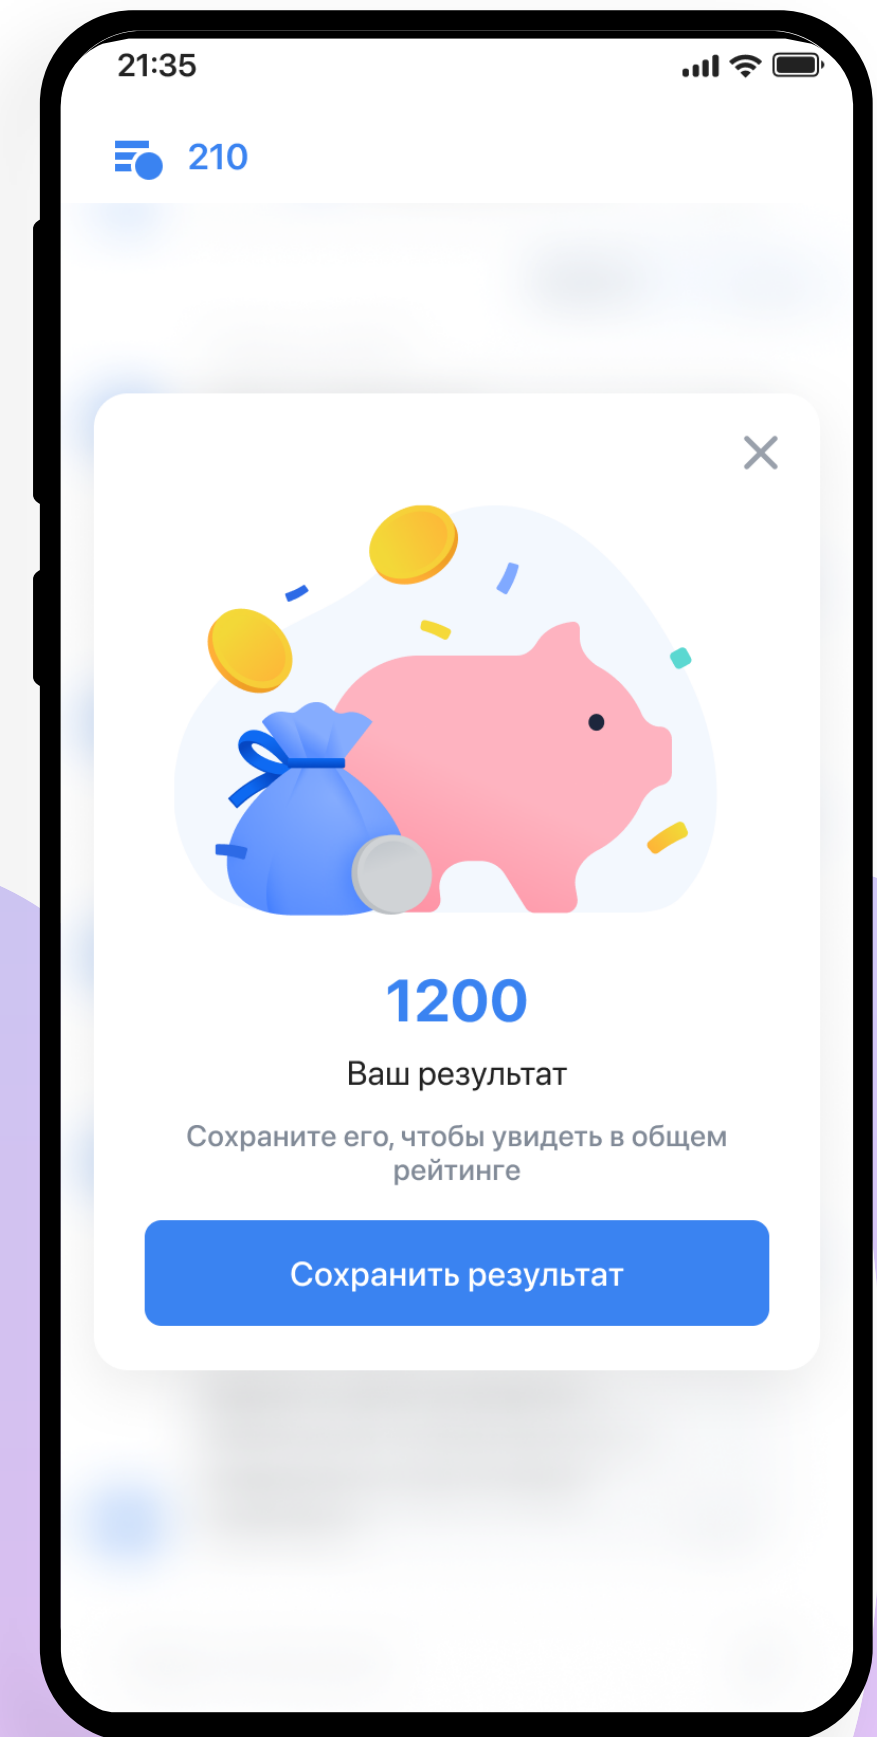 21:35
210
1200
Ваш результат
Сохраните его, чтобы увидеть в общем
рейтинге
Сохранить результат